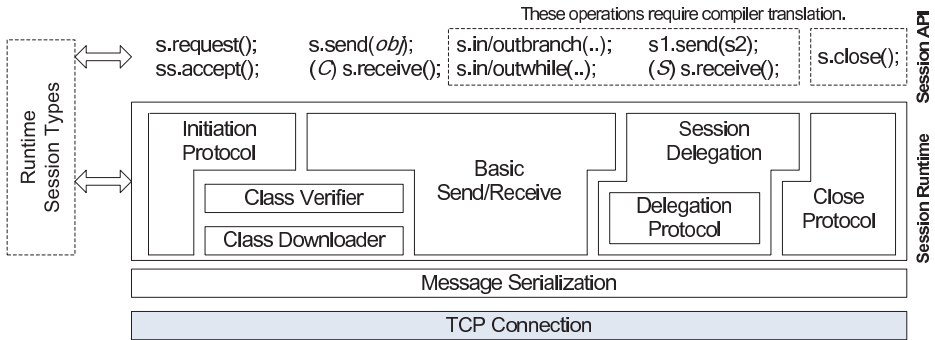 These operations require compiler translation.
s.request();
ss.accept();
s.send(obj);
(C) s.receive();
s.in/outbranch(..);
s.in/outwhile(..);
s1.send(s2);
(S) s.receive();
s.close();
Session API
Runtime
Session Types
Initiation
Protocol
Class Verifier
Class Downloader
Basic
Send/Receive
Session
Delegation
Delegation
Protocol
Close
Protocol
Session Runtime
Message Serialization
TCP Connection